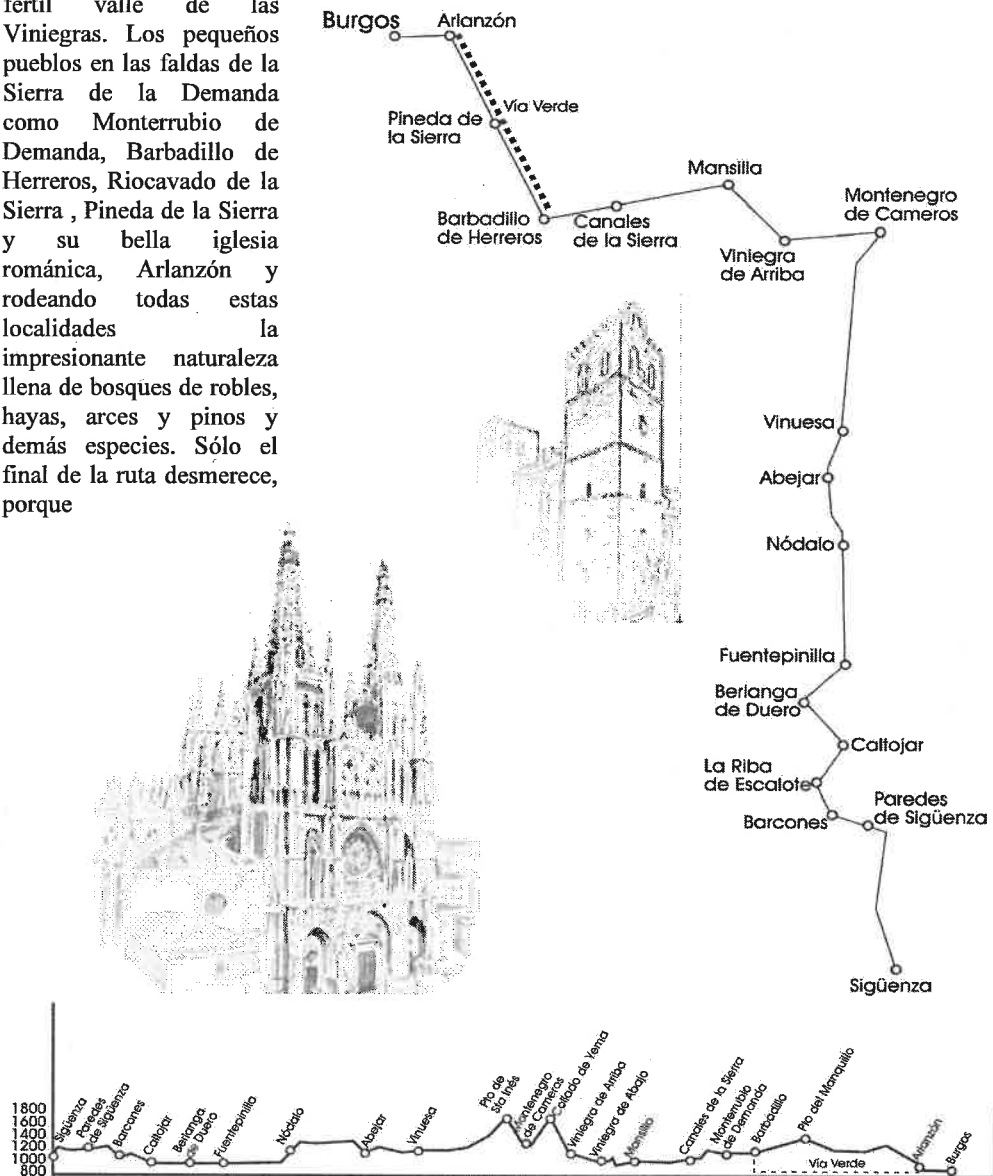 fértil valle de las
Viniegras. Los pequeños
pueblos en las faldas de la
Sierra de la Demanda
como Monterrubio de
Demanda, Barbadillo de
Herreros, Riocavado de la
Sierra , Pineda de la Sierra
y su bella iglesia
románica, Arlanzón y
rodeando todas estas
localidades la
impresionante naturaleza
llena de bosques de robles,
hayas, arces y pinos y
demás especies. Sólo el
final de la ruta desmerece,
porque
Burgos
Arlanzón
Vía Verde
Pineda de
la Sierra
Barbadillo
de Herreros
Canales
de la Sierra
Mansilla
Viniegra
de Arriba
Montenegro
de Cameros
Vinuesa
Abejar
Nódalo
Fuentepinilla
Berlanga
de Duero
Caltojar
La Riba
de Escalote
Barcones
Paredes
de Sigüenza
Sigüenza
1800
1600
1400
1200
1000
800
Sigüenza
Paredes
de Sigüenza
Barcones
Caltojar
Berlanga
de Duero
Fuentepinilla
Nódalo
Abejar
Vinuesa
Pto de
Sta Inés
Montenegro
de Cameros
Collado de Yema
Viniegra de Arriba
Viniegra de Abajo
Mansilla
Canales de la Sierra
Monterrubio
de Demanda
Barbadillo
Pto del Manquillo
Vía Verde
Arlanzón
Burgos